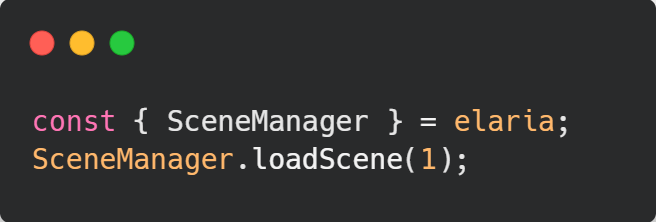 const { SceneManager } = elaria;
SceneManager.loadScene(1);